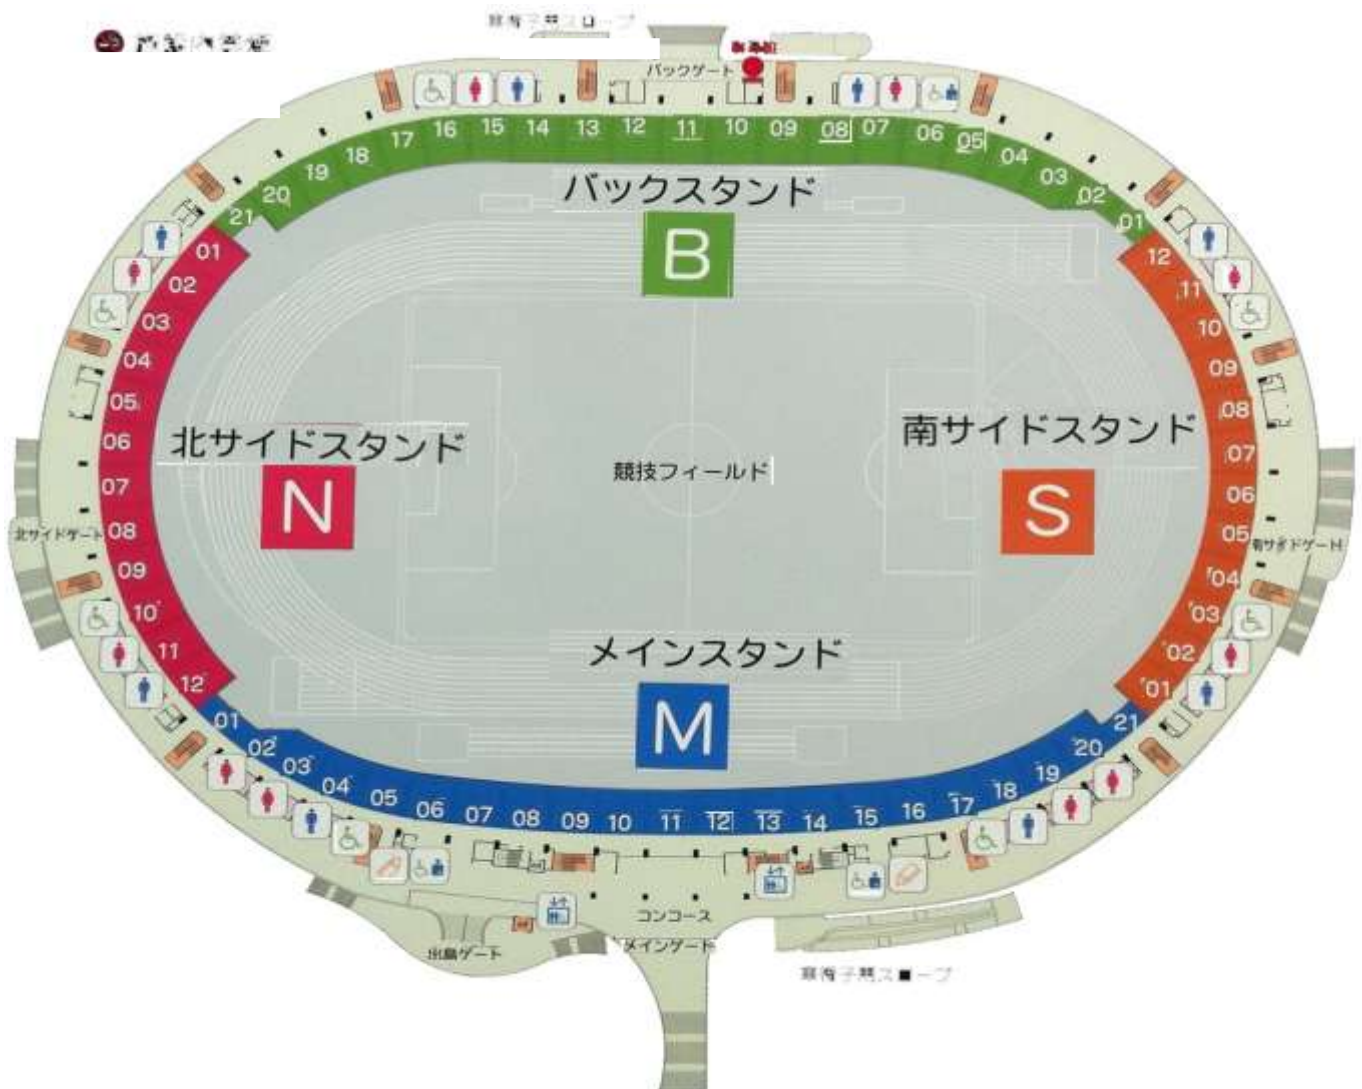 バックゲート
17 16 15 14 13 12 11 10 09 08 07 06 05 04 03 02 01
21 20 19 18
バックスタンド
B
01 02 03 04 05 06 07 08 09 10 11 12
12 11 10 09 08 07 06 05 04 03 02 01
北サイドスタンド
N
競技フィールド
南サイドスタンド
S
北サイドゲート
南サイドゲート
メインスタンド
M
01 02 03 04 05 06 07 08 09 10 11 12 13 14 15 16 17 18 19 20 21
コンコース
メインゲート